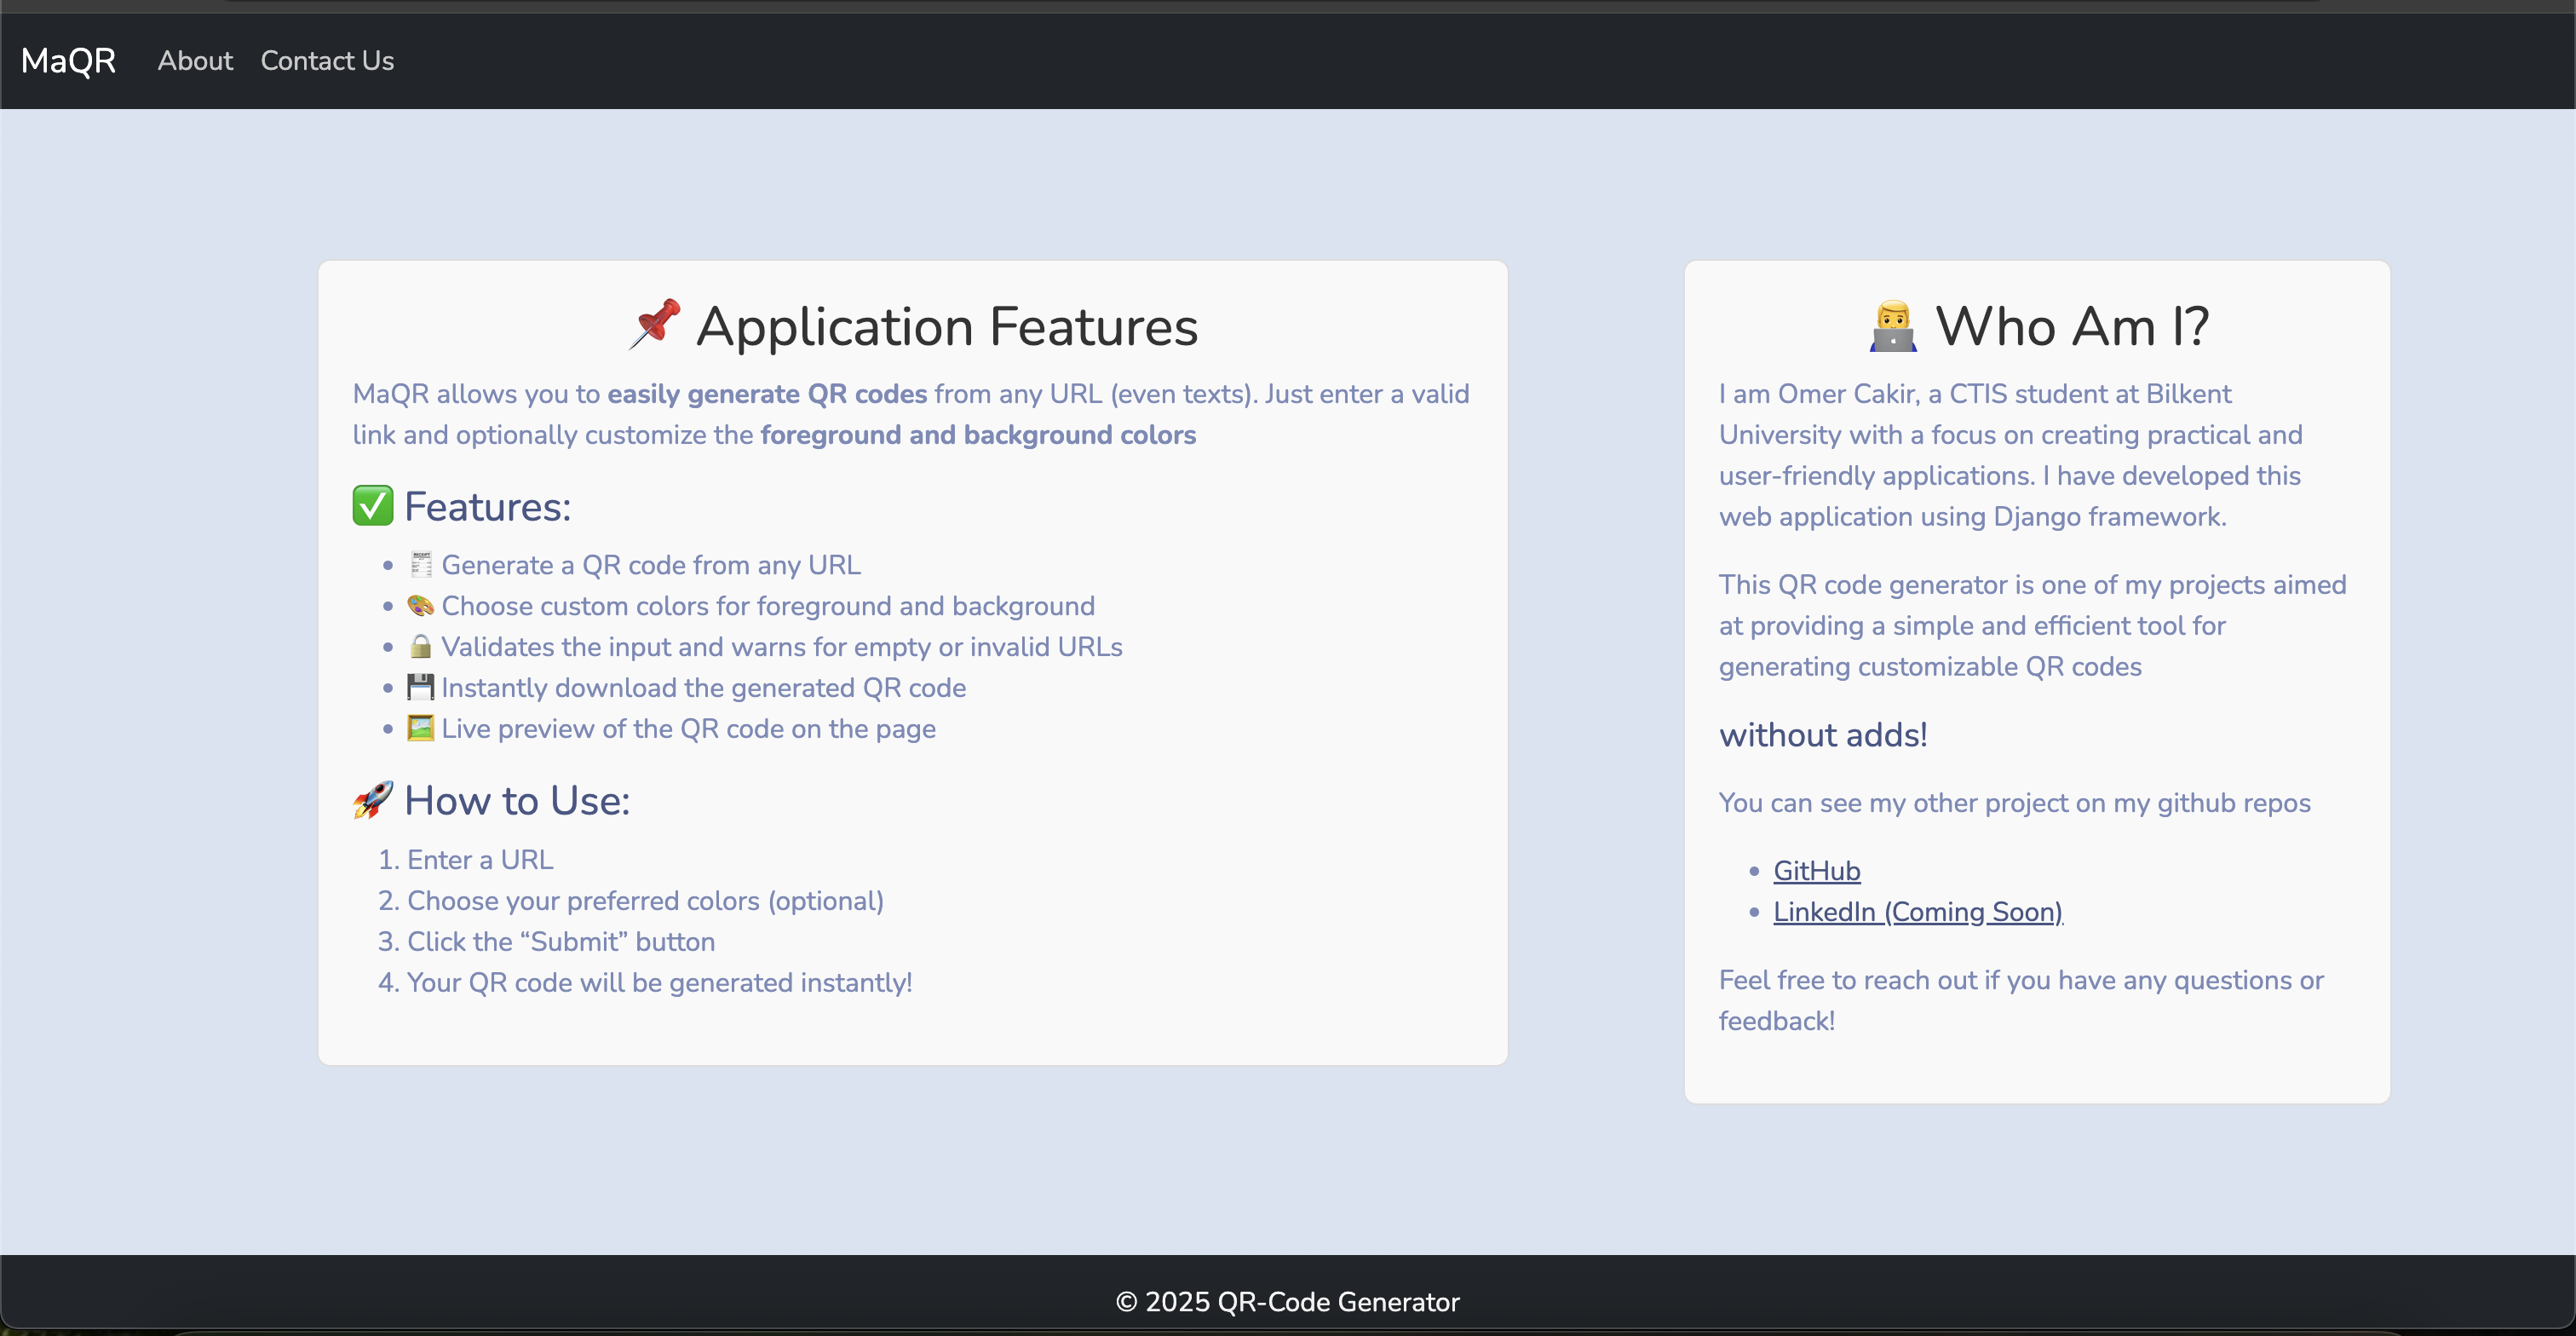 MaQR About Contact Us
📌 Application Features
MaQR allows you to easily generate QR codes from any URL (even texts). Just enter a valid
link and optionally customize the foreground and background colors
✅ Features:
• 🧾 Generate a QR code from any URL
• 🎨 Choose custom colors for foreground and background
• 🔒 Validates the input and warns for empty or invalid URLs
• 💾 Instantly download the generated QR code
• 🖼️ Live preview of the QR code on the page
🚀 How to Use:
1. Enter a URL
2. Choose your preferred colors (optional)
3. Click the “Submit” button
4. Your QR code will be generated instantly!
👨‍💻 Who Am I?
I am Omer Cakir, a CTIS student at Bilkent
University with a focus on creating practical and
user-friendly applications. I have developed this
web application using Django framework.
This QR code generator is one of my projects aimed
at providing a simple and efficient tool for
generating customizable QR codes
without adds!
You can see my other project on my github repos
• GitHub
• LinkedIn (Coming Soon)
Feel free to reach out if you have any questions or
feedback!
© 2025 QR-Code Generator